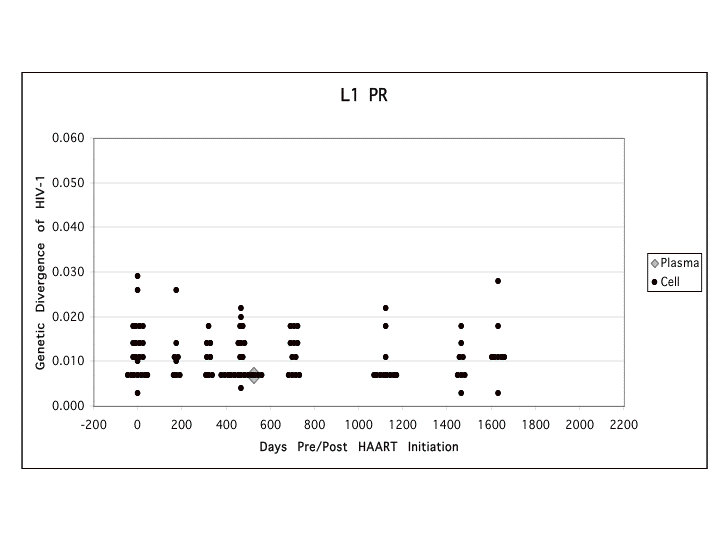 L1 PR
0.060
0.050
0.040
0.030
0.020
0.010
0.000
Genetic Divergence of HIV-1
-200 0 200 400 600 800 1000 1200 1400 1600 1800 2000 2200
Days Pre/Post HAART Initiation
Plasma
Cell